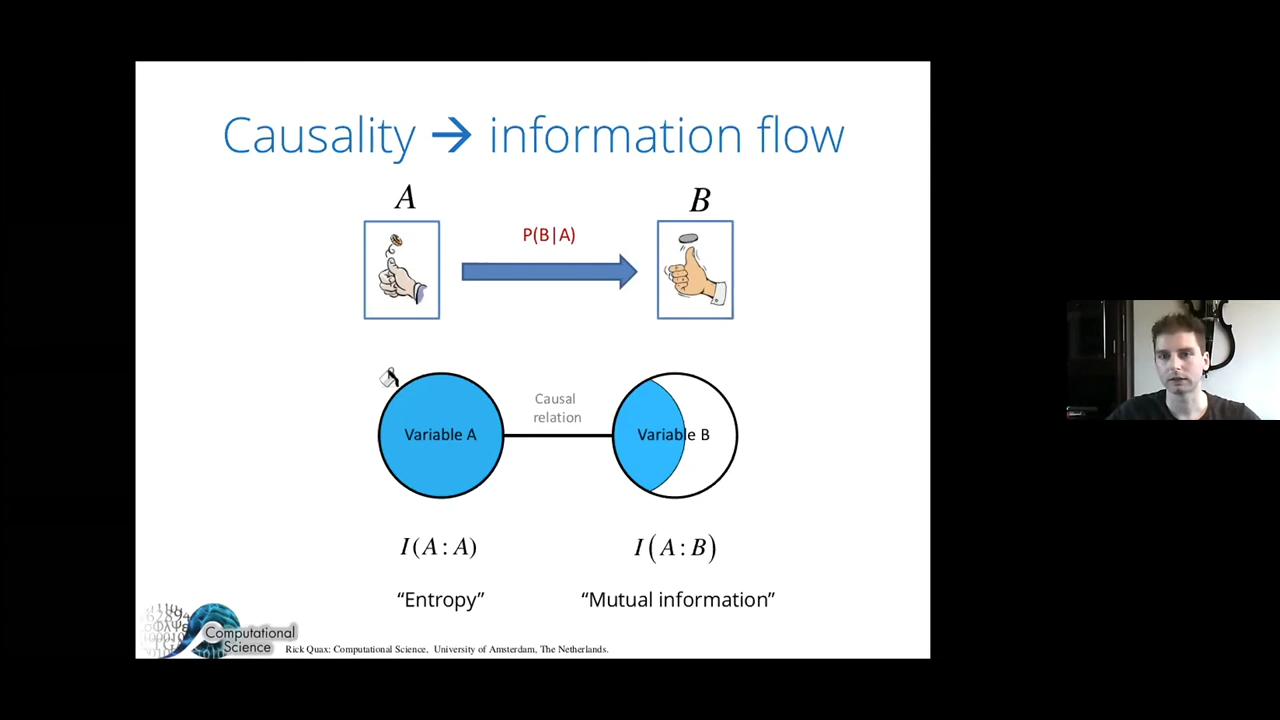 Causality → information flow
A
B
P(B|A)
Causal
relation
Variable A
Variable B
I(A:A)
I(A:B)
“Entropy”
“Mutual information”
Computational
Science
Rick Quax: Computational Science, University of Amsterdam, The Netherlands.